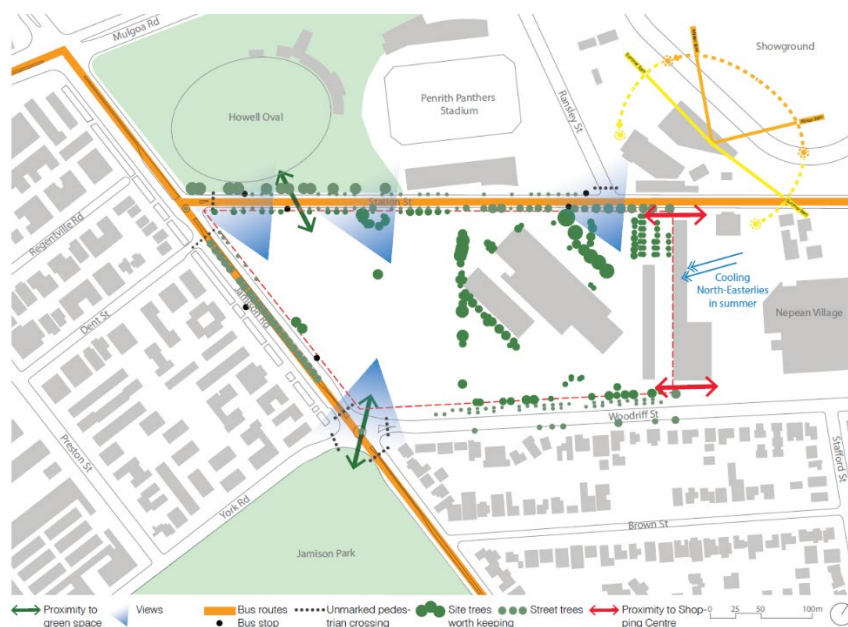 Mulgoa Rd
Showground
Howell Oval
Penrith Panthers
Stadium
Ransley St
Station St
Regentville Rd
Dent St
Jamison Rd
Cooling
North-Easterlies
in summer
Nepean Village
Woodriff St
Preston St
York Rd
Stafford St
Brown St
Jamison Park
Proximity to
green space
Views
Bus routes
Bus stop
Unmarked pedes-
trian crossing
Site trees
worth keeping
Street trees
Proximity to Shop-
ping Centre
0 25 50 100m